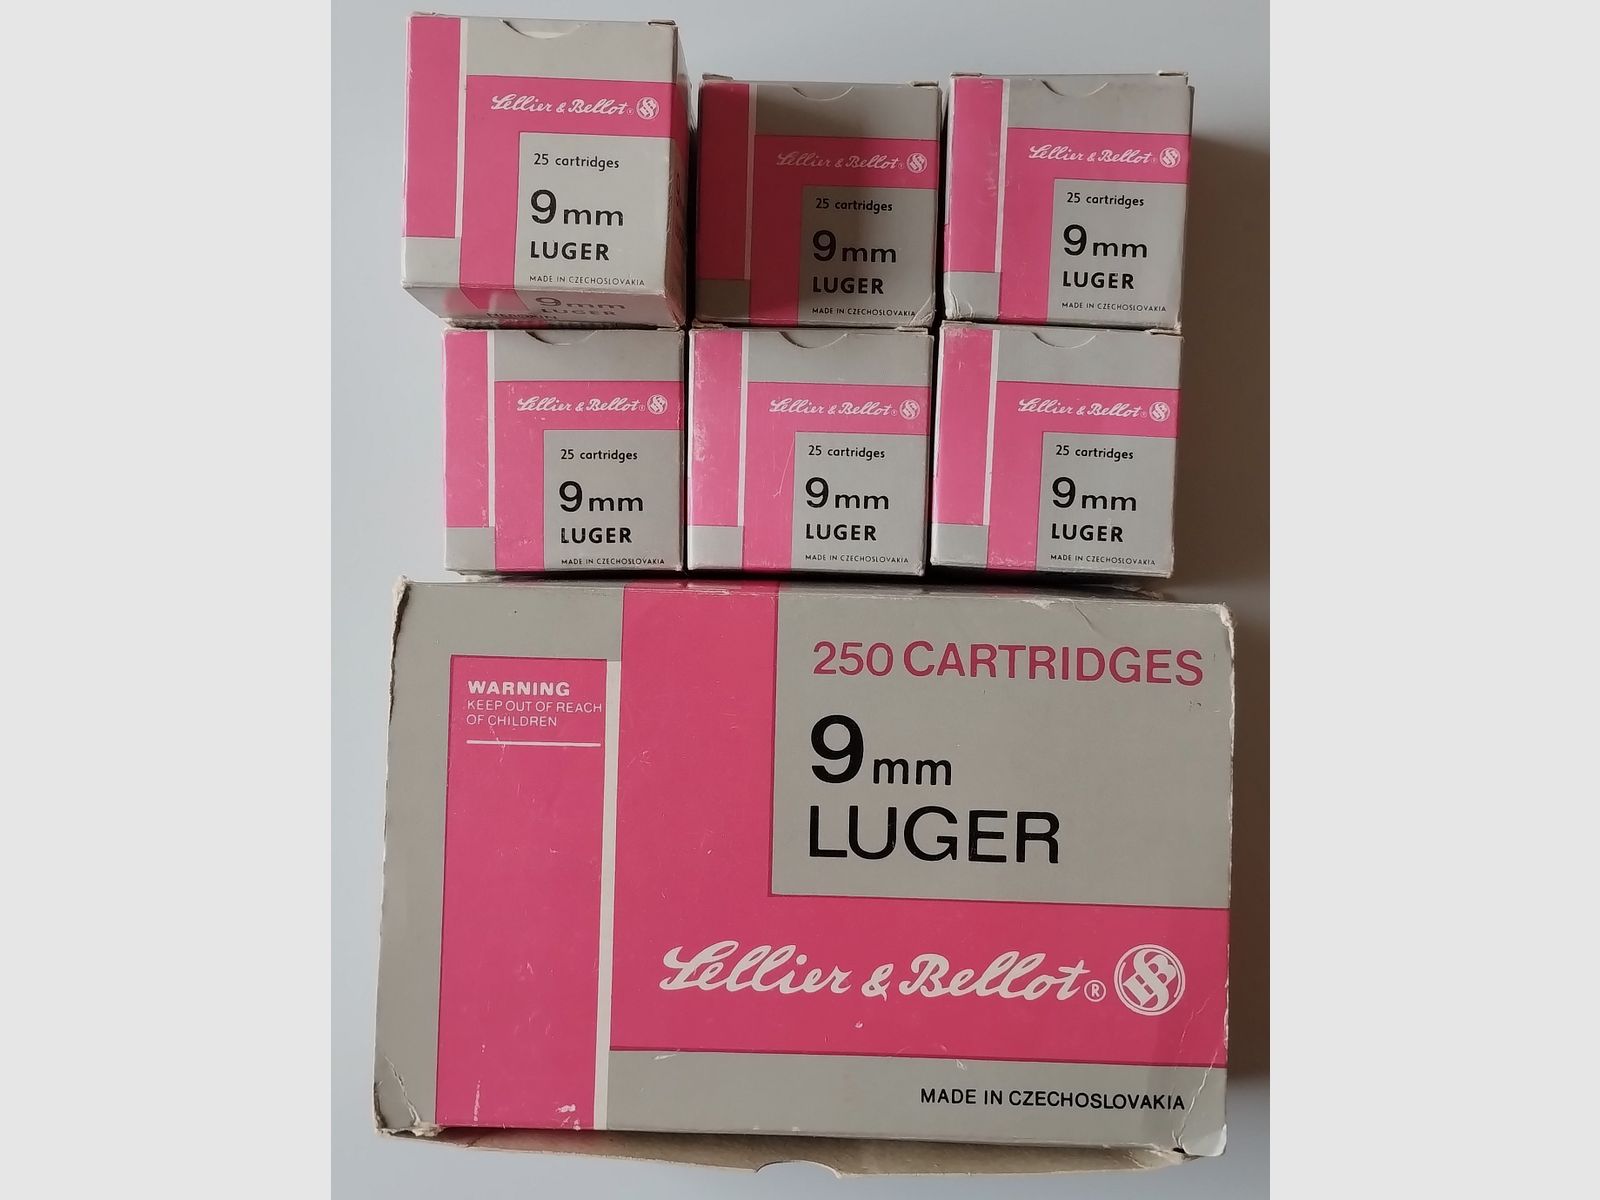 Sellier & Bellot®
25 cartridges
9mm
LUGER
MADE IN CZECHOSLOVAKIA
9mm
LUGER
Sellier & Bellot®
25 cartridges
9mm
LUGER
MADE IN CZECHOSLOVAKIA
Sellier & Bellot®
25 cartridges
9mm
LUGER
MADE IN CZECHOSLOVAKIA
Sellier & Bellot®
25 cartridges
9mm
LUGER
MADE IN CZECHOSLOVAKIA
Sellier & Bellot®
25 cartridges
9mm
LUGER
MADE IN CZECHOSLOVAKIA
Sellier & Bellot®
25 cartridges
9mm
LUGER
MADE IN CZECHOSLOVAKIA
WARNING
KEEP OUT OF REACH
OF CHILDREN
250 CARTRIDGES
9mm
LUGER
Sellier & Bellot®
MADE IN CZECHOSLOVAKIA